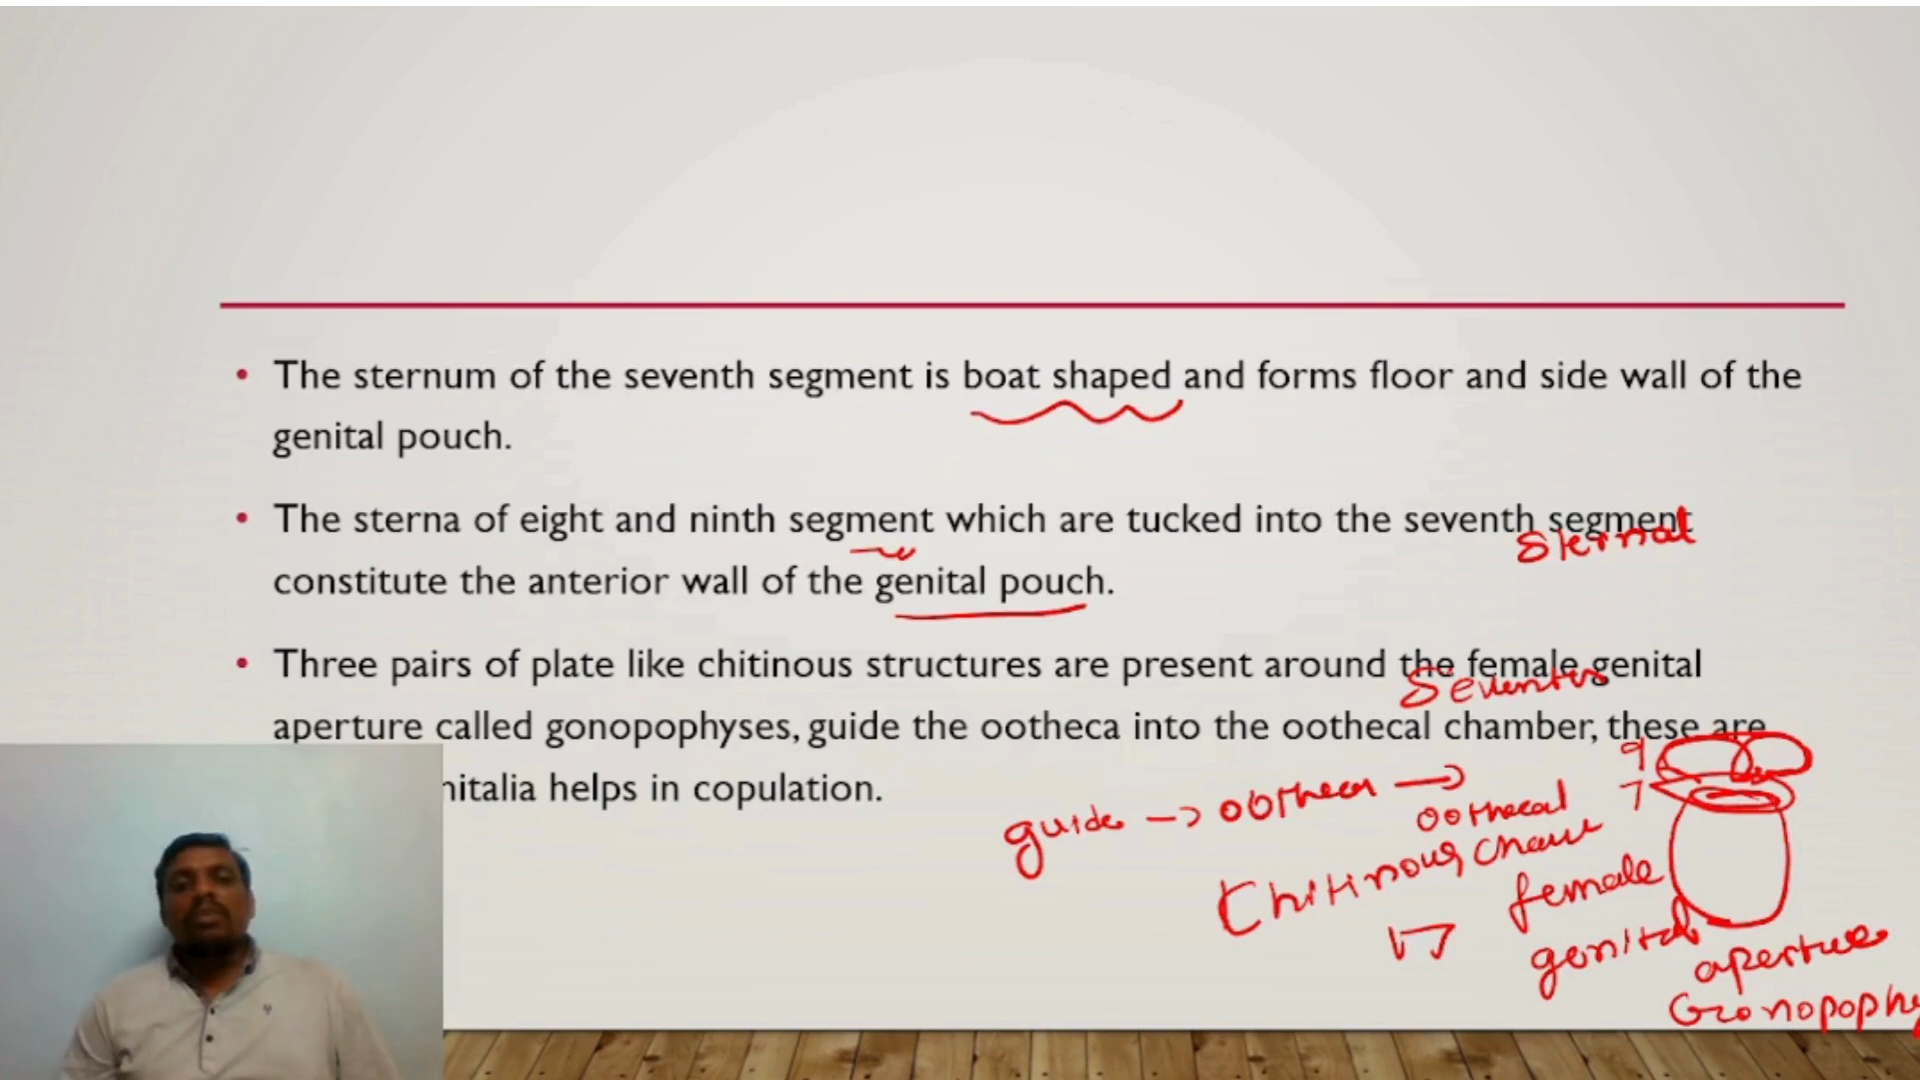 • The sternum of the seventh segment is boat shaped and forms floor and side wall of the
genital pouch.
• The sterna of eight and ninth segment which are tucked into the seventh segment
sternal
constitute the anterior wall of the genital pouch.
• Three pairs of plate like chitinous structures are present around the female genital
aperture called gonopophyses, guide the ootheca into the oothecal chamber, these are
9
nitalia helps in copulation.
guide → ootheca →
7
oothecal
Chitinous
female
genital
aperture
Gonopophy